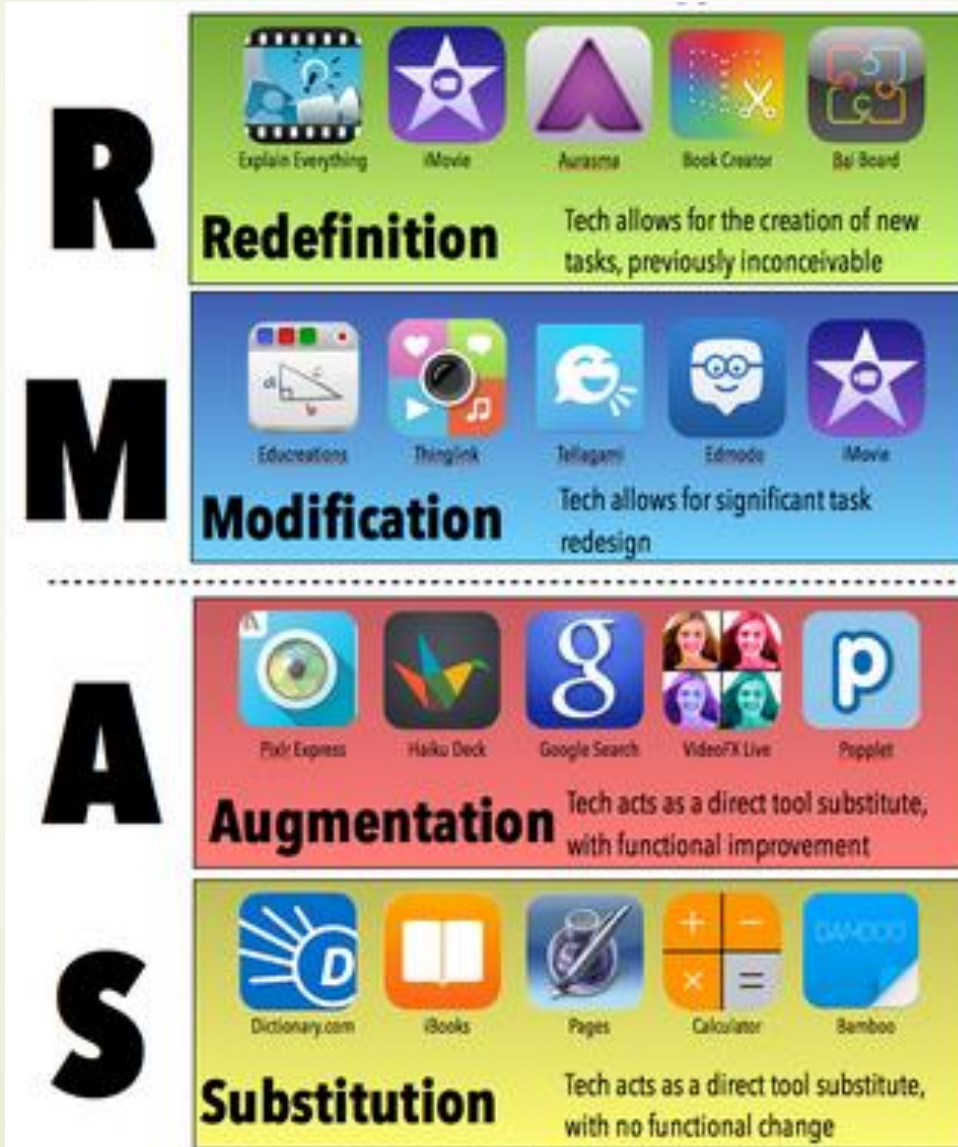 R
Explain Everything
iMovie
Aurasma
Book Creator
Bai Board
Redefinition
Tech allows for the creation of new
tasks, previously inconceivable
M
Educreations
Thinglink
Tellagami
Edmodo
iMovie
Modification
Tech allows for significant task
redesign
A
Pixlr Express
Haiku Deck
Google Search
VideoFX Live
Popplet
Augmentation
Tech acts as a direct tool substitute,
with functional improvement
S
Dictionary.com
iBooks
Pages
Calculator
Bamboo
Substitution
Tech acts as a direct tool substitute,
with no functional change